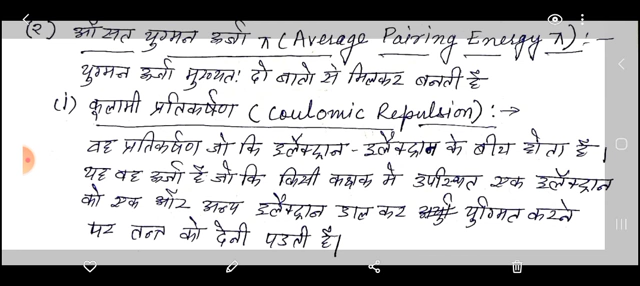 (2) औसत युग्मन ऊर्जा π (Average Pairing Energy π):-
युग्मन ऊर्जा मुख्यतः दो बातो से मिलकर बनती है
(i) कूलामी प्रतिकर्षण (Coulomic Repulsion):→
वह प्रतिकर्षण जो कि इलैक्ट्रान-इलैक्ट्रान के बीच होता है।
यह वह ऊर्जा है जो कि किसी कक्षक मे उपस्थित एक इलैक्ट्रान
को एक और अन्य इलैक्ट्रान डाल कर युग्मित करने
पर तन्त्र को देनी पडती है।